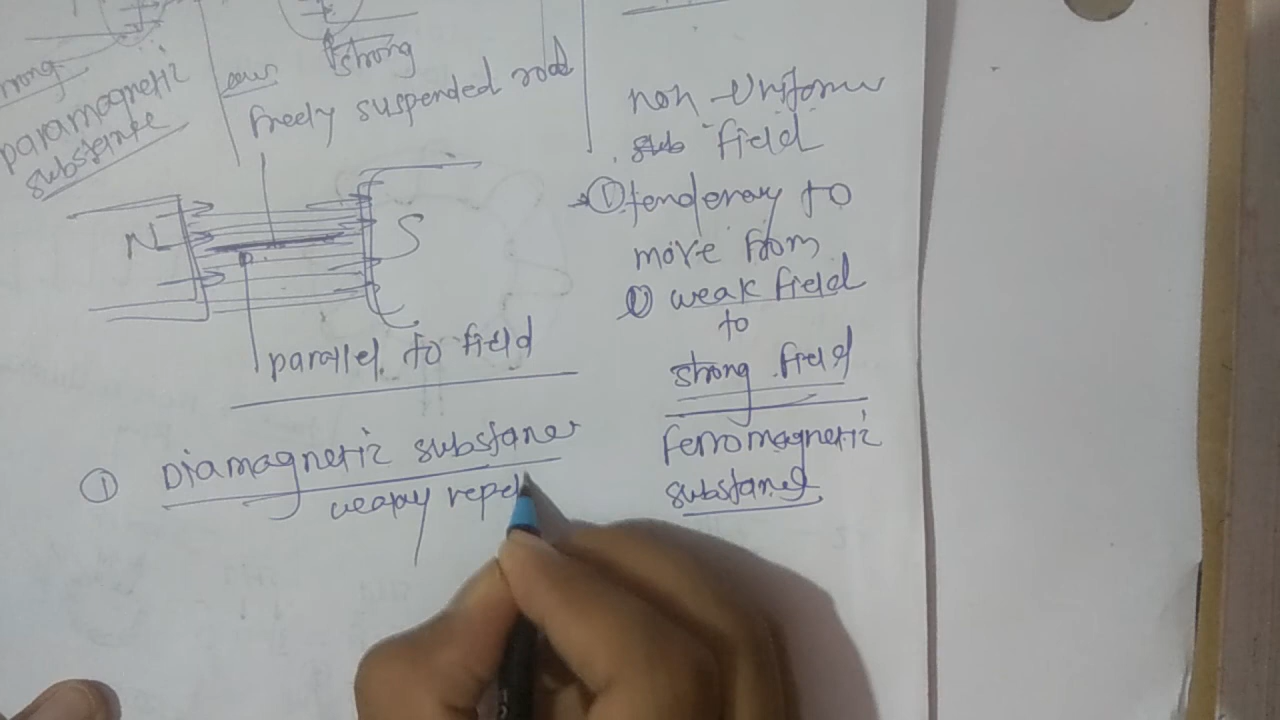 strong
paramagnetic
substance
freely suspended rod
N
S
parallel to field
non-Uniform
sub field
① tendency to
move from
weak field
to
strong field
ferromagnetic
substance
① Diamagnetic substance
weakly repel